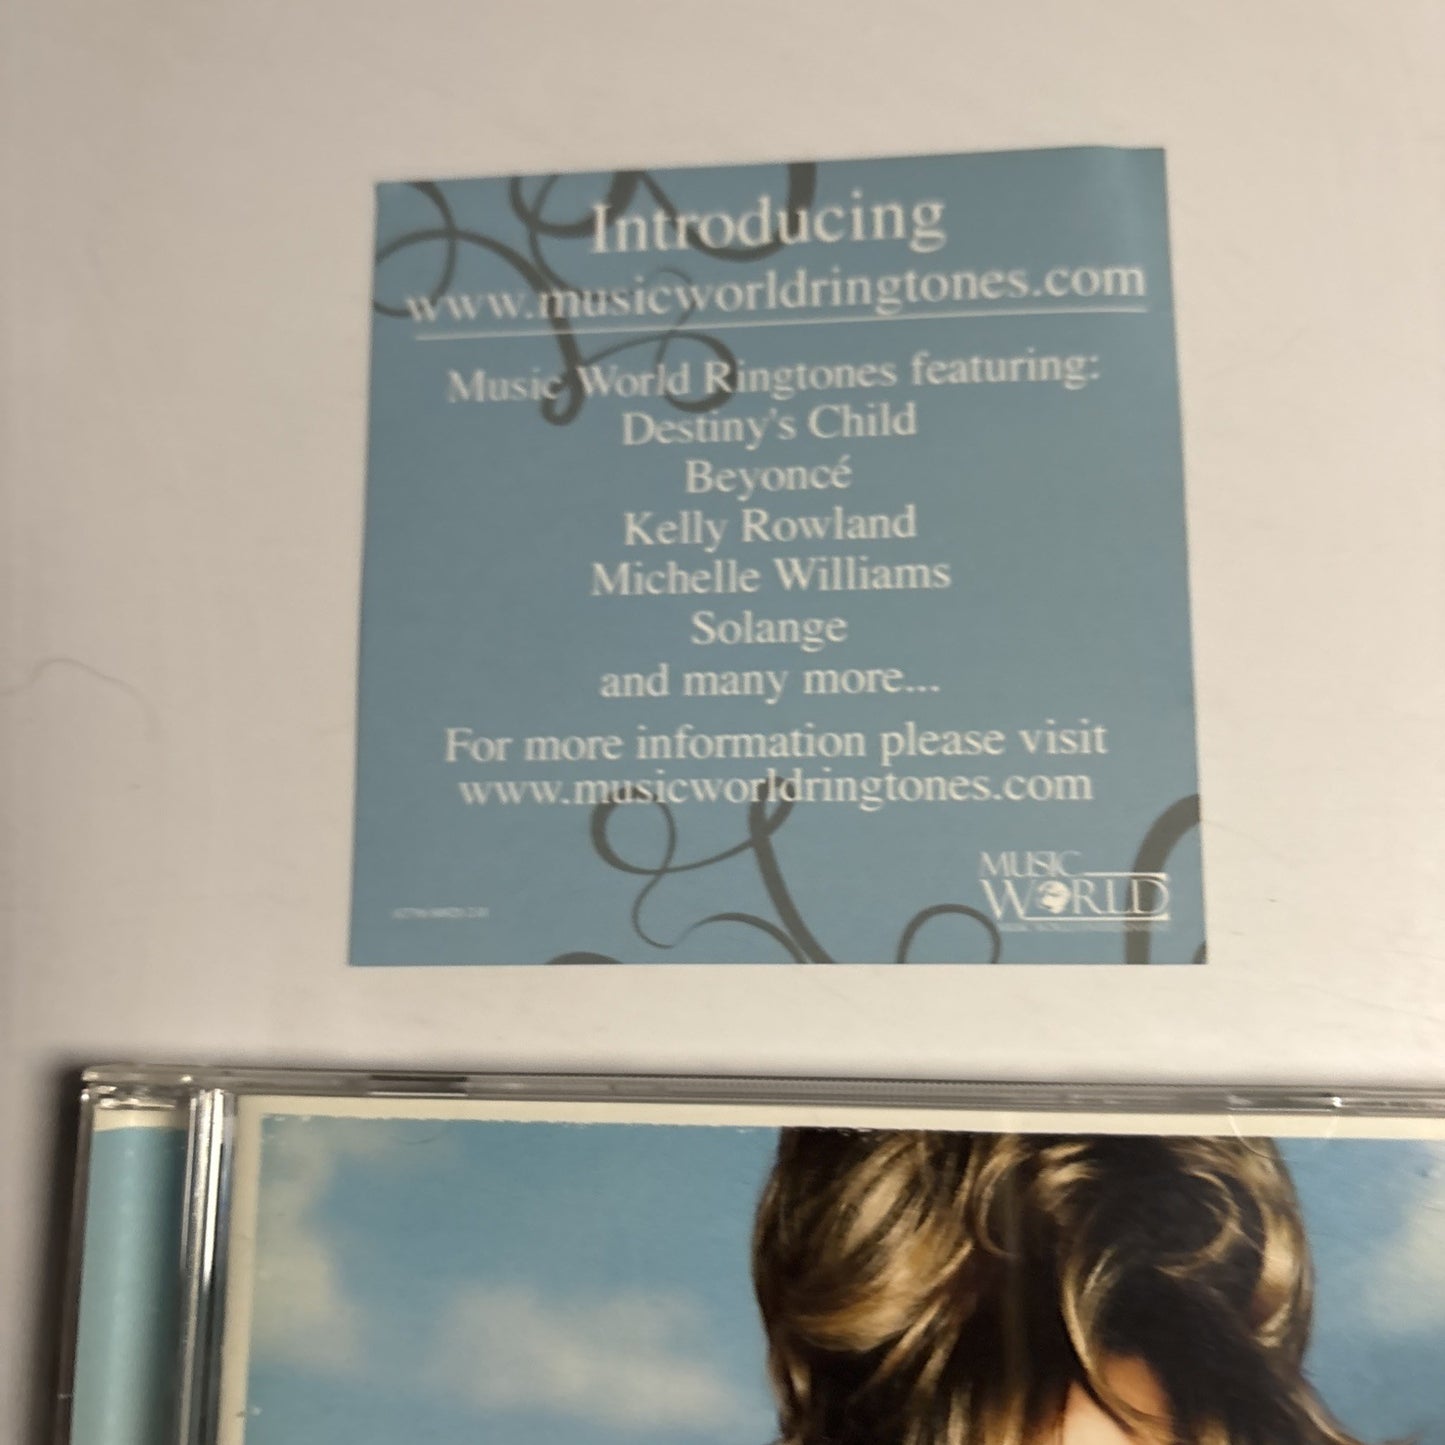 Introducing
www.musicworldringtones.com
Music World Ringtones featuring:
Destiny's Child
Beyoncé
Kelly Rowland
Michelle Williams
Solange
and many more...
For more information please visit
www.musicworldringtones.com
MUSIC
WORLD